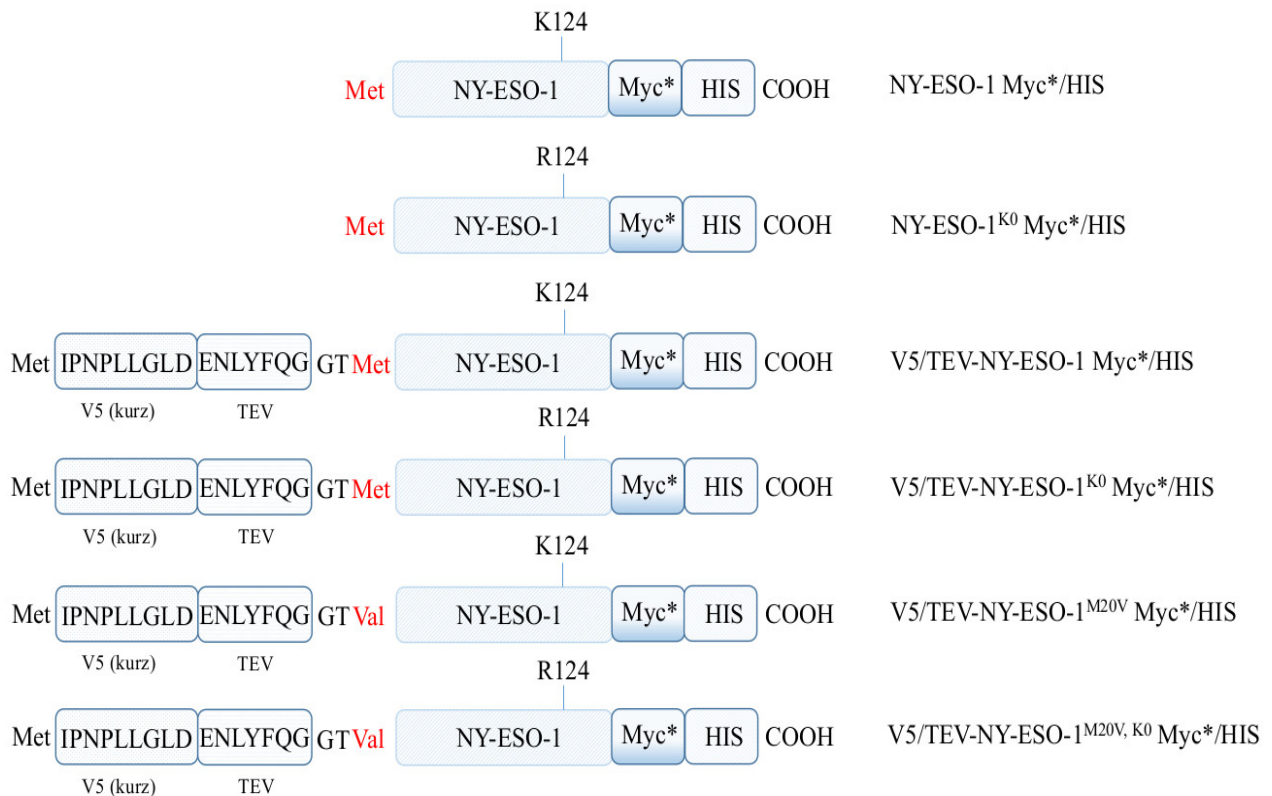 K124
Met NY-ESO-1 Myc* HIS COOH NY-ESO-1 Myc*/HIS
R124
Met NY-ESO-1 Myc* HIS COOH NY-ESO-1K0 Myc*/HIS
K124
Met IPNPLLGLD ENLYFQG GT Met NY-ESO-1 Myc* HIS COOH V5/TEV-NY-ESO-1 Myc*/HIS
V5 (kurz) TEV
R124
Met IPNPLLGLD ENLYFQG GT Met NY-ESO-1 Myc* HIS COOH V5/TEV-NY-ESO-1K0 Myc*/HIS
V5 (kurz) TEV
K124
Met IPNPLLGLD ENLYFQG GT Val NY-ESO-1 Myc* HIS COOH V5/TEV-NY-ESO-1M20V Myc*/HIS
V5 (kurz) TEV
R124
Met IPNPLLGLD ENLYFQG GT Val NY-ESO-1 Myc* HIS COOH V5/TEV-NY-ESO-1M20V, K0 Myc*/HIS
V5 (kurz) TEV